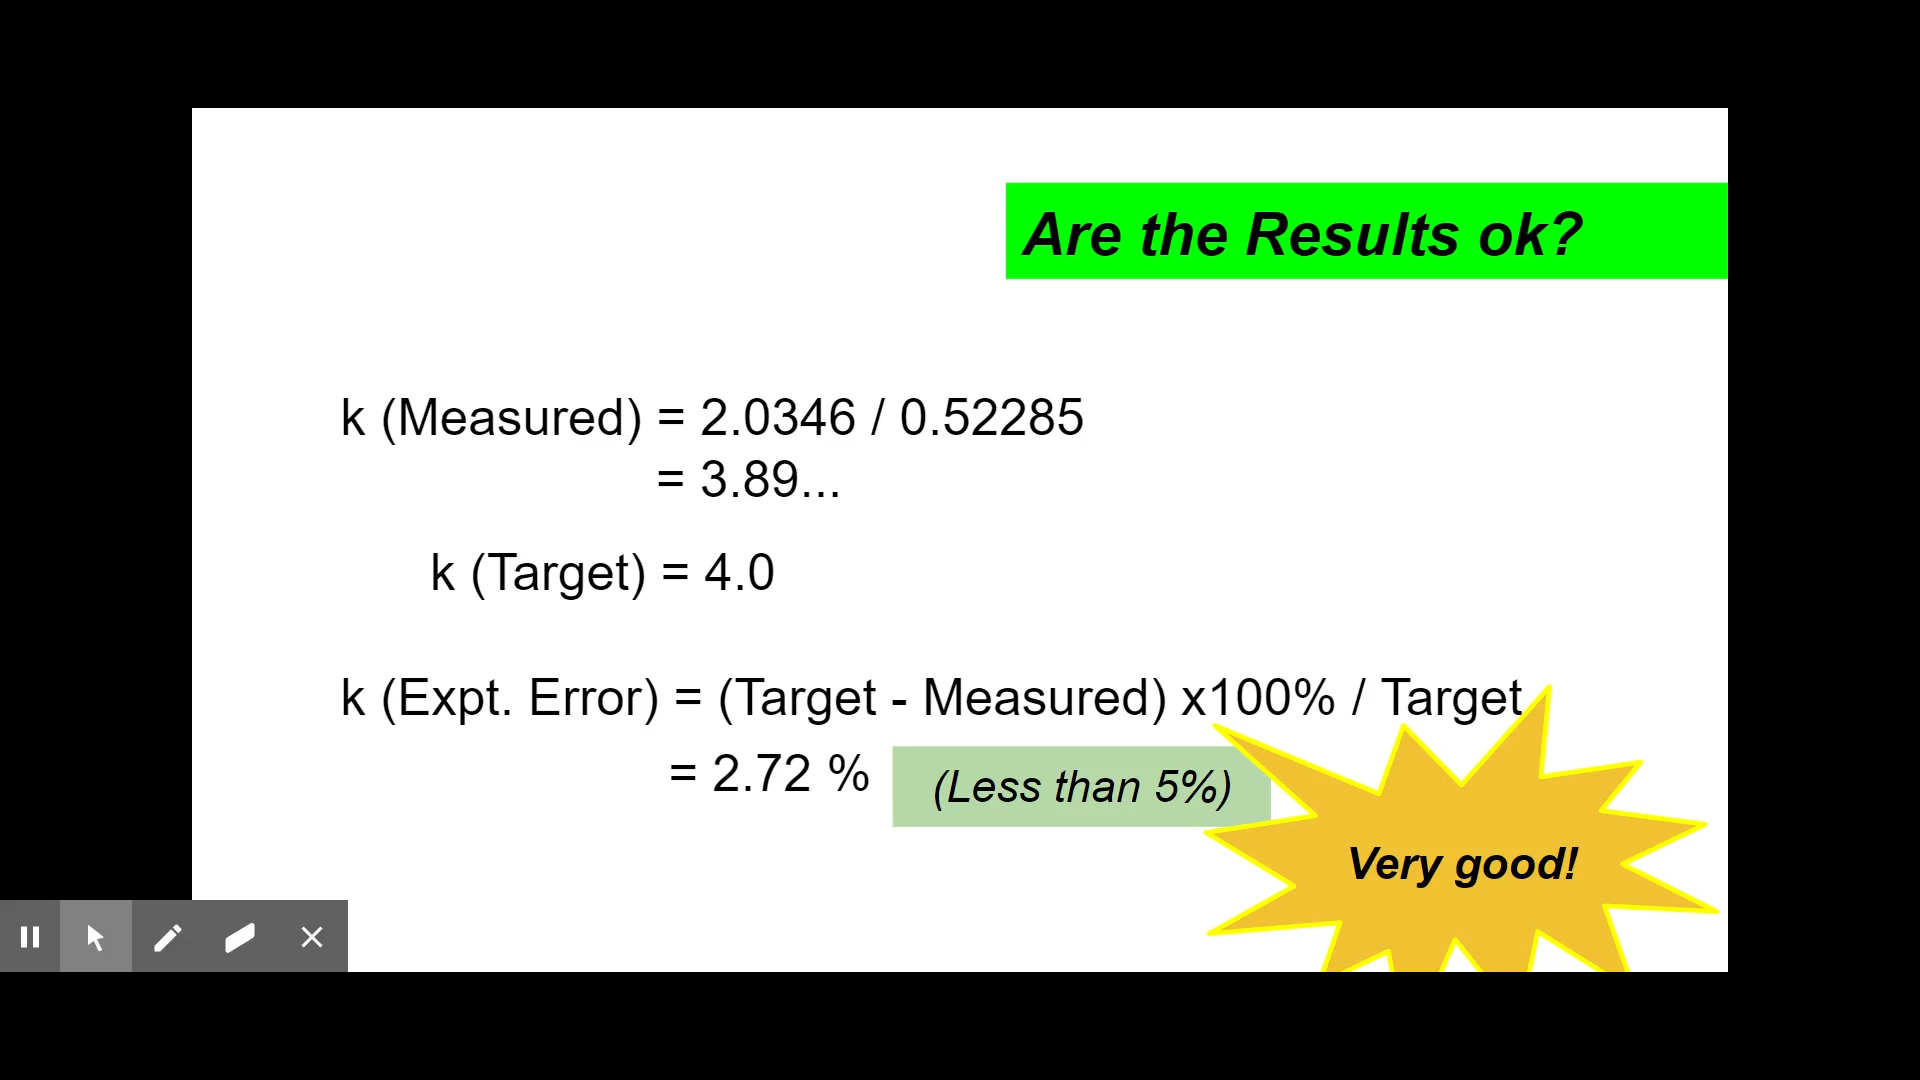 Are the Results ok?
k (Measured) = 2.0346 / 0.52285
= 3.89...
k (Target) = 4.0
k (Expt. Error) = (Target - Measured) x100% / Target
= 2.72 %
(Less than 5%)
Very good!